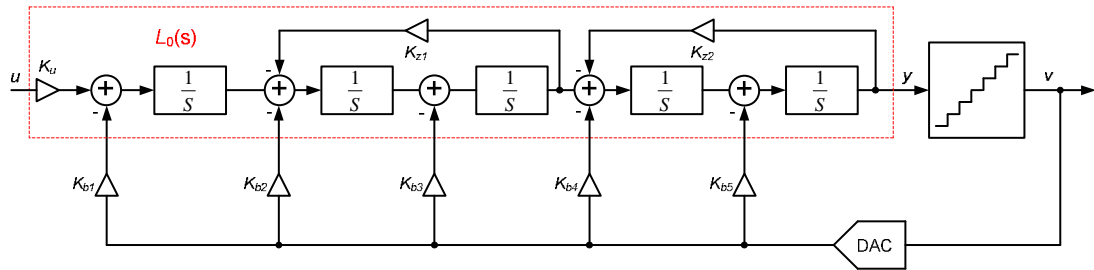 L0(s)
Kz1
Kz2
u
Ku
+
-
1
S
-
+
-
1
S
+
-
1
S
-
+
-
1
S
+
-
1
S
y
v
Kb1
Kb2
Kb3
Kb4
Kb5
DAC